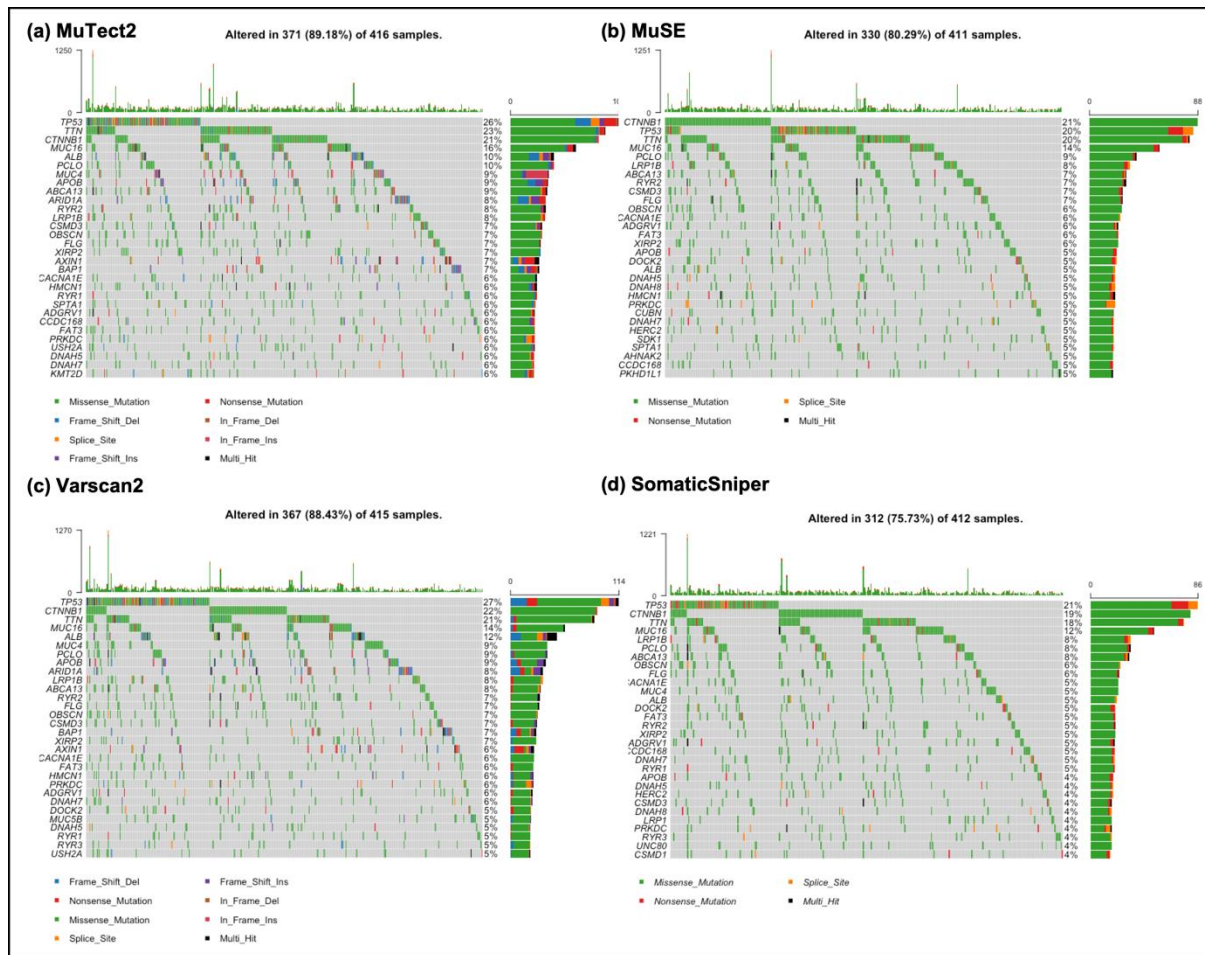 (a) MuTect2
Altered in 371 (89.18%) of 416 samples.
1250
0
0
TP53 26%
TTN 23%
CTNNB1 21%
MUC16 16%
ALB 10%
PCLO 10%
MUC4 9%
APOB 9%
ABCA13 9%
ARID1A 8%
RYR2 8%
LRP1B 8%
CSMD3 7%
OBSCN 7%
FLG 7%
XIRP2 7%
AXIN1 7%
BAP1 7%
CACNA1E 6%
HMCN1 6%
RYR1 6%
SPTA1 6%
ADGRV1 6%
CCDC168 6%
FAT3 6%
PRKDC 6%
USH2A 6%
DNAH5 6%
DNAH7 6%
KMT2D 6%
Missense_Mutation
Frame_Shift_Del
Splice_Site
Frame_Shift_Ins
Nonsense_Mutation
In_Frame_Del
In_Frame_Ins
Multi_Hit
(b) MuSE
Altered in 330 (80.29%) of 411 samples.
1251
0
0
88
CTNNB1 21%
TP53 20%
TTN 20%
MUC16 14%
PCLO 9%
LRP1B 8%
ABCA13 7%
RYR2 7%
CSMD3 7%
FLG 7%
OBSCN 6%
CACNA1E 6%
ADGRV1 6%
FAT3 6%
XIRP2 6%
APOB 5%
DOCK2 5%
ALB 5%
DNAH5 5%
DNAH8 5%
HMCN1 5%
PRKDC 5%
CUBN 5%
DNAH7 5%
HERC2 5%
SDK1 5%
SPTA1 5%
AHNAK2 5%
CCDC168 5%
PKHD1L1 5%
Missense_Mutation
Nonsense_Mutation
Splice_Site
Multi_Hit
(c) Varscan2
Altered in 367 (88.43%) of 415 samples.
1270
0
0
114
TP53 27%
CTNNB1 22%
TTN 21%
MUC16 14%
ALB 12%
MUC4 9%
PCLO 9%
APOB 9%
ARID1A 8%
LRP1B 8%
ABCA13 8%
RYR2 7%
FLG 7%
OBSCN 7%
CSMD3 7%
BAP1 7%
XIRP2 7%
AXIN1 6%
CACNA1E 6%
FAT3 6%
HMCN1 6%
PRKDC 6%
ADGRV1 6%
DNAH7 6%
DOCK2 5%
MUC5B 5%
DNAH5 5%
RYR1 5%
RYR3 5%
USH2A 5%
Frame_Shift_Del
Nonsense_Mutation
Missense_Mutation
Splice_Site
Frame_Shift_Ins
In_Frame_Del
In_Frame_Ins
Multi_Hit
(d) SomaticSniper
Altered in 312 (75.73%) of 412 samples.
1221
0
0
86
TP53 21%
CTNNB1 19%
TTN 18%
MUC16 12%
LRP1B 8%
PCLO 8%
ABCA13 8%
OBSCN 6%
FLG 6%
CACNA1E 5%
MUC4 5%
ALB 5%
DOCK2 5%
FAT3 5%
RYR2 5%
XIRP2 5%
ADGRV1 5%
CCDC168 5%
DNAH7 5%
RYR1 5%
APOB 4%
DNAH5 4%
HERC2 4%
CSMD3 4%
DNAH8 4%
LRP1 4%
PRKDC 4%
RYR3 4%
UNC80 4%
CSMD1 4%
Missense_Mutation
Nonsense_Mutation
Splice_Site
Multi_Hit